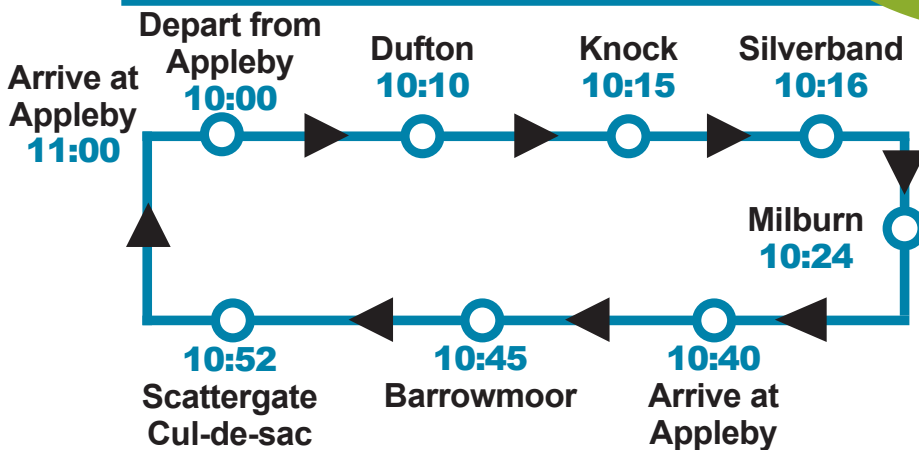 Depart from
Appleby
10:00
Dufton
10:10
Knock
10:15
Silverband
10:16
Arrive at
Appleby
11:00
Milburn
10:24
10:52
Scattergate
Cul-de-sac
10:45
Barrowmoor
10:40
Arrive at
Appleby